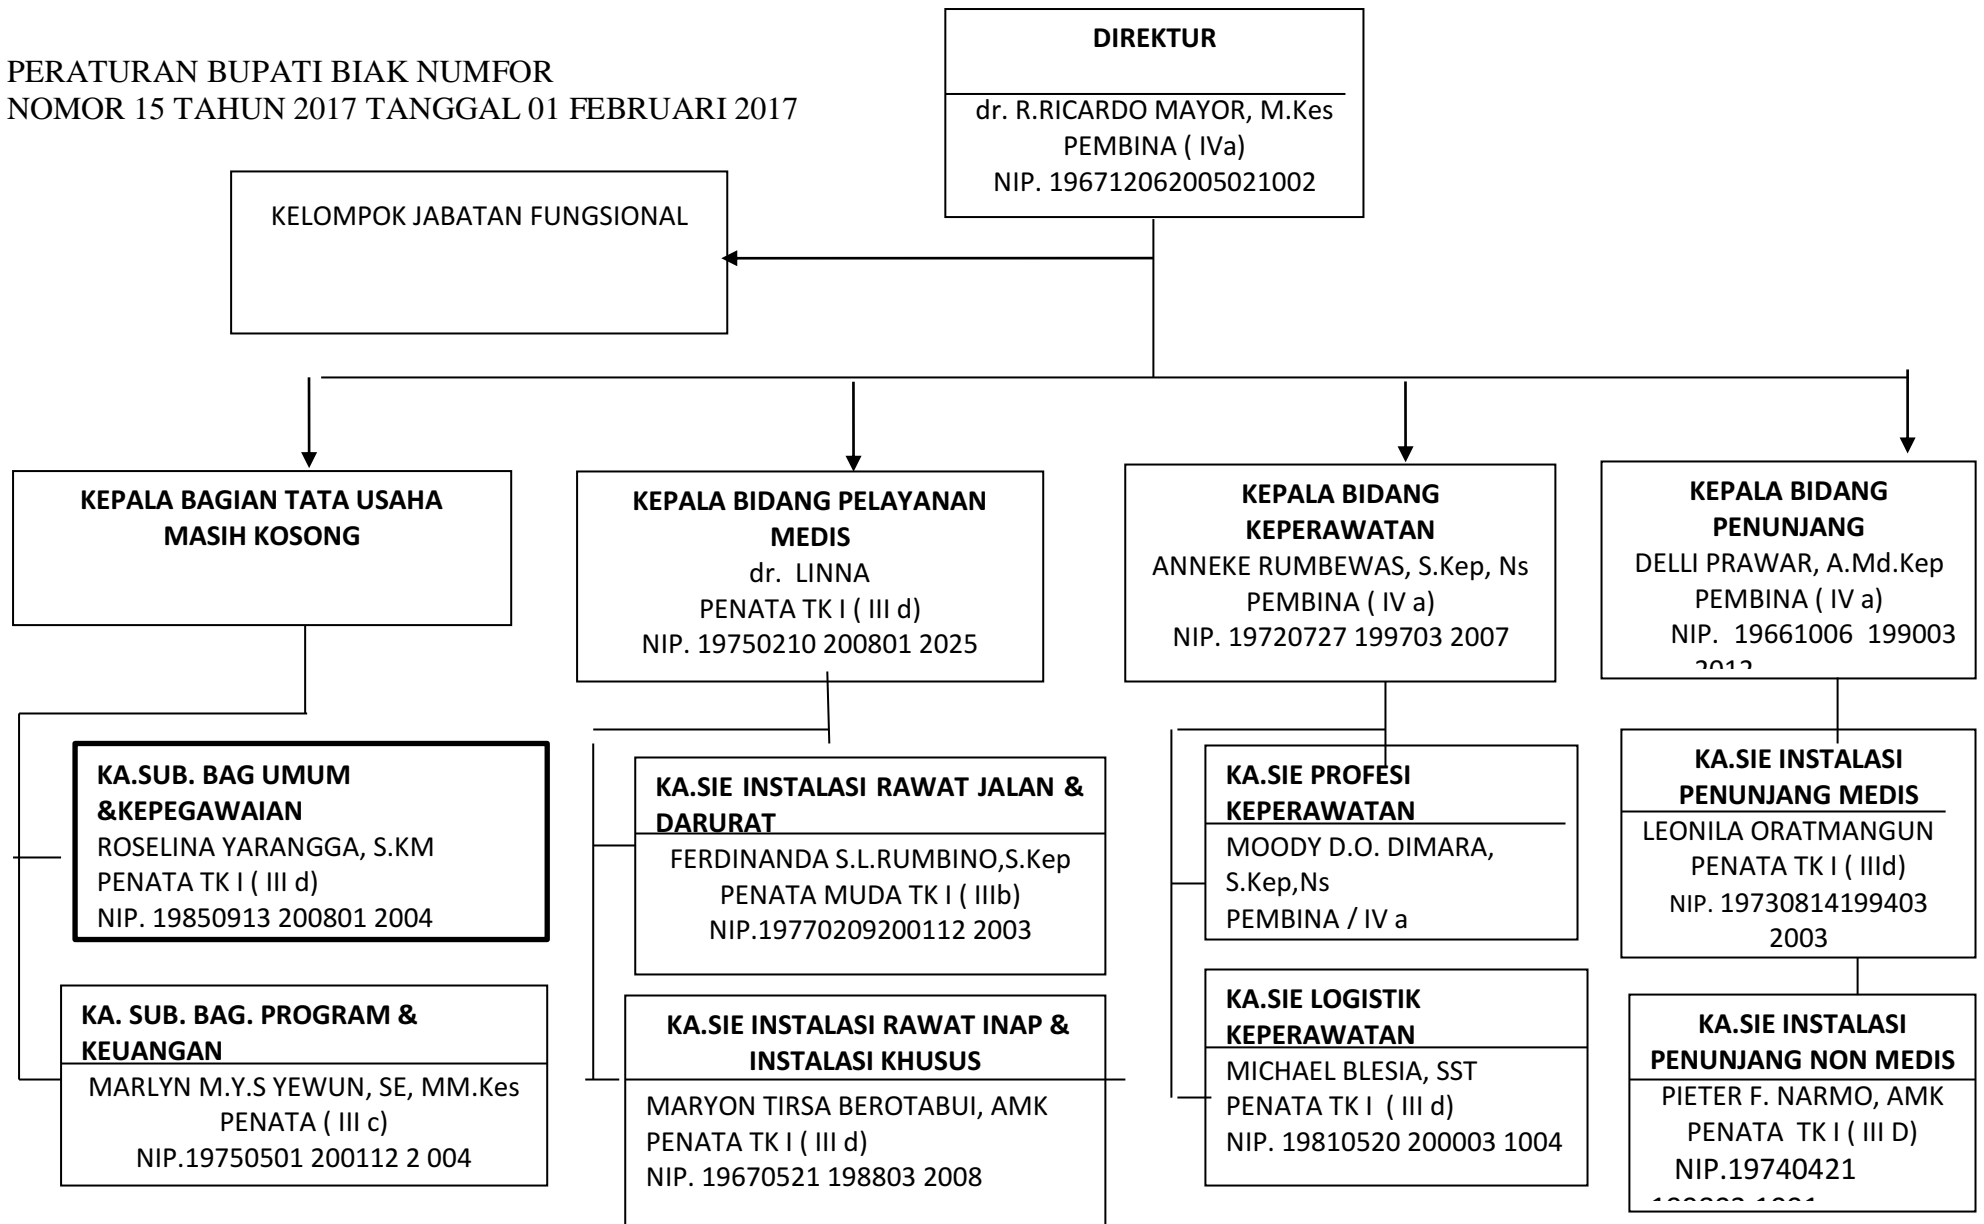 PERATURAN BUPATI BIAK NUMFOR
NOMOR 15 TAHUN 2017 TANGGAL 01 FEBRUARI 2017
DIREKTUR
dr. R.RICARDO MAYOR, M.Kes
PEMBINA ( IVa)
NIP. 196712062005021002
KELOMPOK JABATAN FUNGSIONAL
KEPALA BAGIAN TATA USAHA
MASIH KOSONG
KEPALA BIDANG PELAYANAN
MEDIS
dr. LINNA
PENATA TK I ( III d)
NIP. 19750210 200801 2025
KEPALA BIDANG
KEPERAWATAN
ANNEKE RUMBEWAS, S.Kep, Ns
PEMBINA ( IV a)
NIP. 19720727 199703 2007
KEPALA BIDANG
PENUNJANG
DELLI PRAWAR, A.Md.Kep
PEMBINA ( IV a)
NIP. 19661006 199003
KA.SUB. BAG UMUM
&KEPEGAWAIAN
ROSELINA YARANGGA, S.KM
PENATA TK I ( III d)
NIP. 19850913 200801 2004
KA. SUB. BAG. PROGRAM &
KEUANGAN
MARLYN M.Y.S YEWUN, SE, MM.Kes
PENATA ( III c)
NIP.19750501 200112 2 004
KA.SIE INSTALASI RAWAT JALAN &
DARURAT
FERDINANDA S.L.RUMBINO,S.Kep
PENATA MUDA TK I ( IIIb)
NIP.19770209200112 2003
KA.SIE INSTALASI RAWAT INAP &
INSTALASI KHUSUS
MARYON TIRSA BEROTABUI, AMK
PENATA TK I ( III d)
NIP. 19670521 198803 2008
KA.SIE PROFESI
KEPERAWATAN
MOODY D.O. DIMARA,
S.Kep,Ns
PEMBINA / IV a
KA.SIE LOGISTIK
KEPERAWATAN
MICHAEL BLESIA, SST
PENATA TK I ( III d)
NIP. 19810520 200003 1004
KA.SIE INSTALASI
PENUNJANG MEDIS
LEONILA ORATMANGUN
PENATA TK I ( IIId)
NIP. 19730814199403
2003
KA.SIE INSTALASI
PENUNJANG NON MEDIS
PIETER F. NARMO, AMK
PENATA TK I ( III D)
NIP.19740421